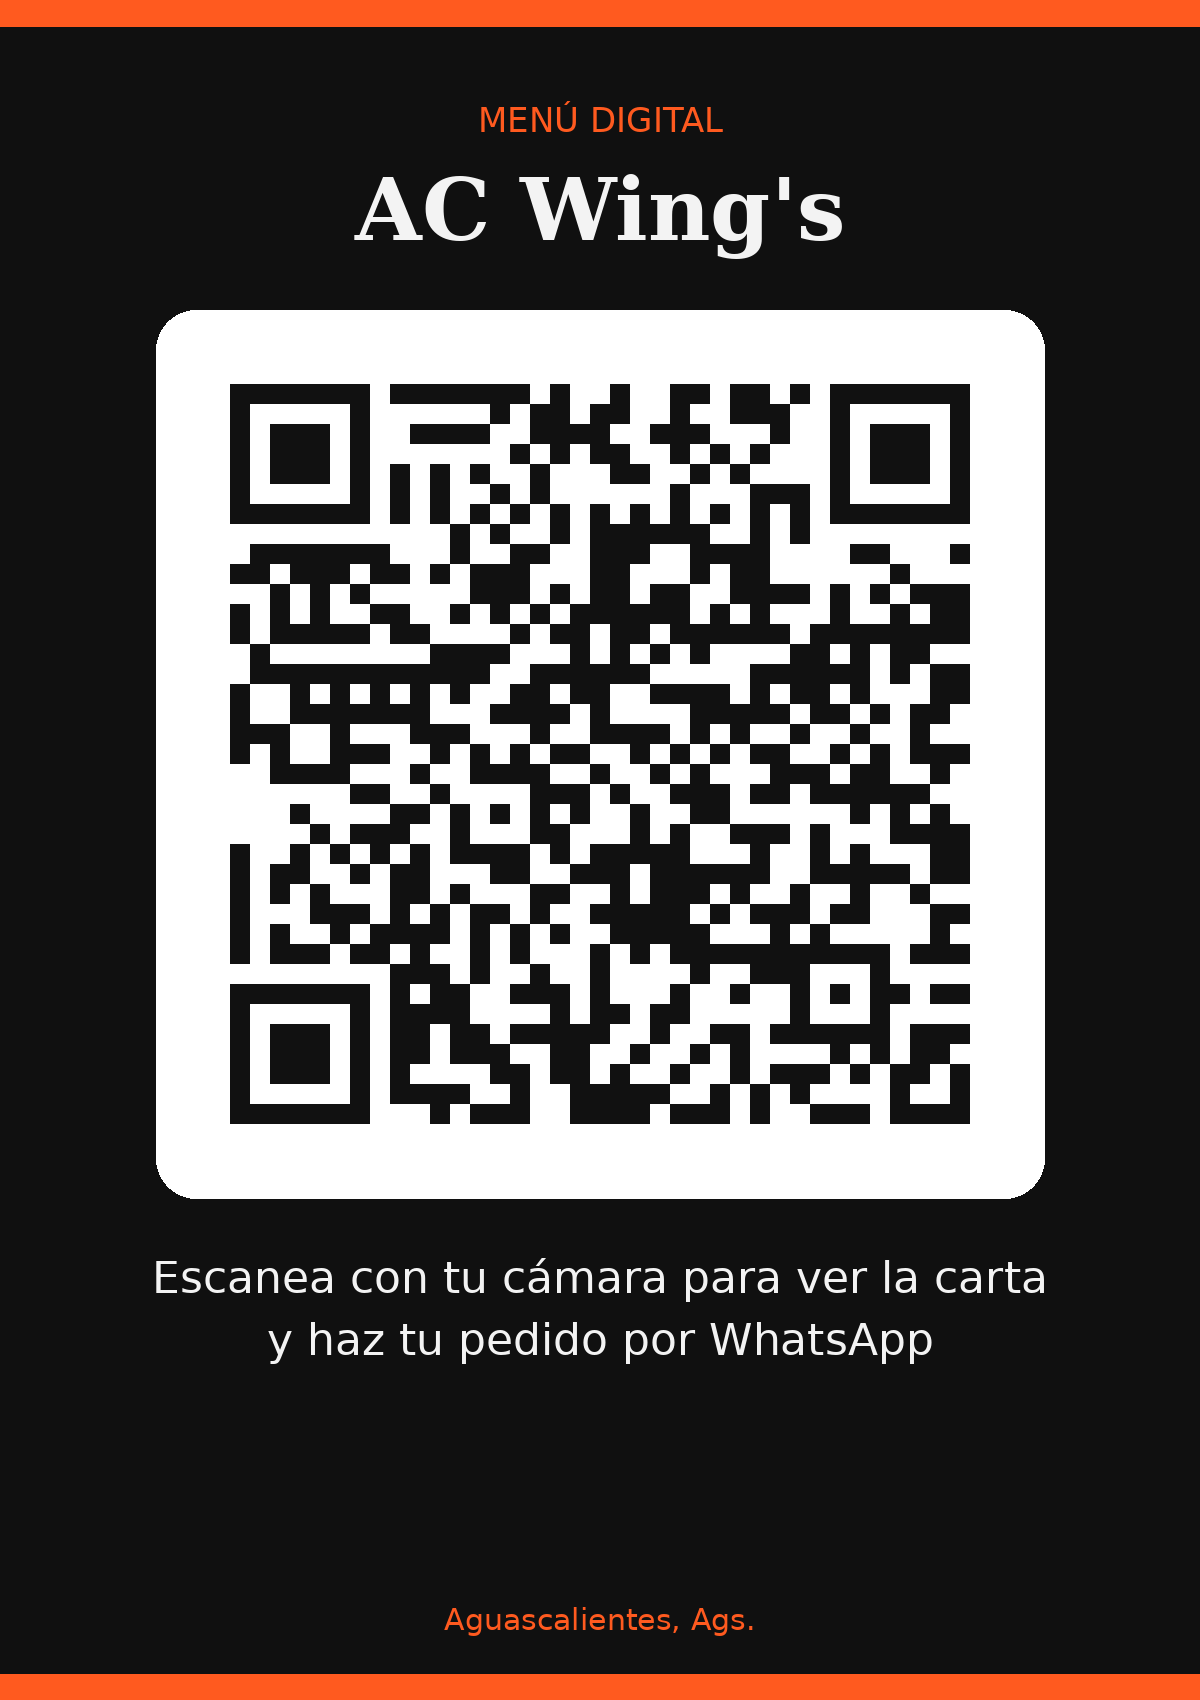 MENÚ DIGITAL
AC Wing's
Escanea con tu cámara para ver la carta
y haz tu pedido por WhatsApp
Aguascalientes, Ags.